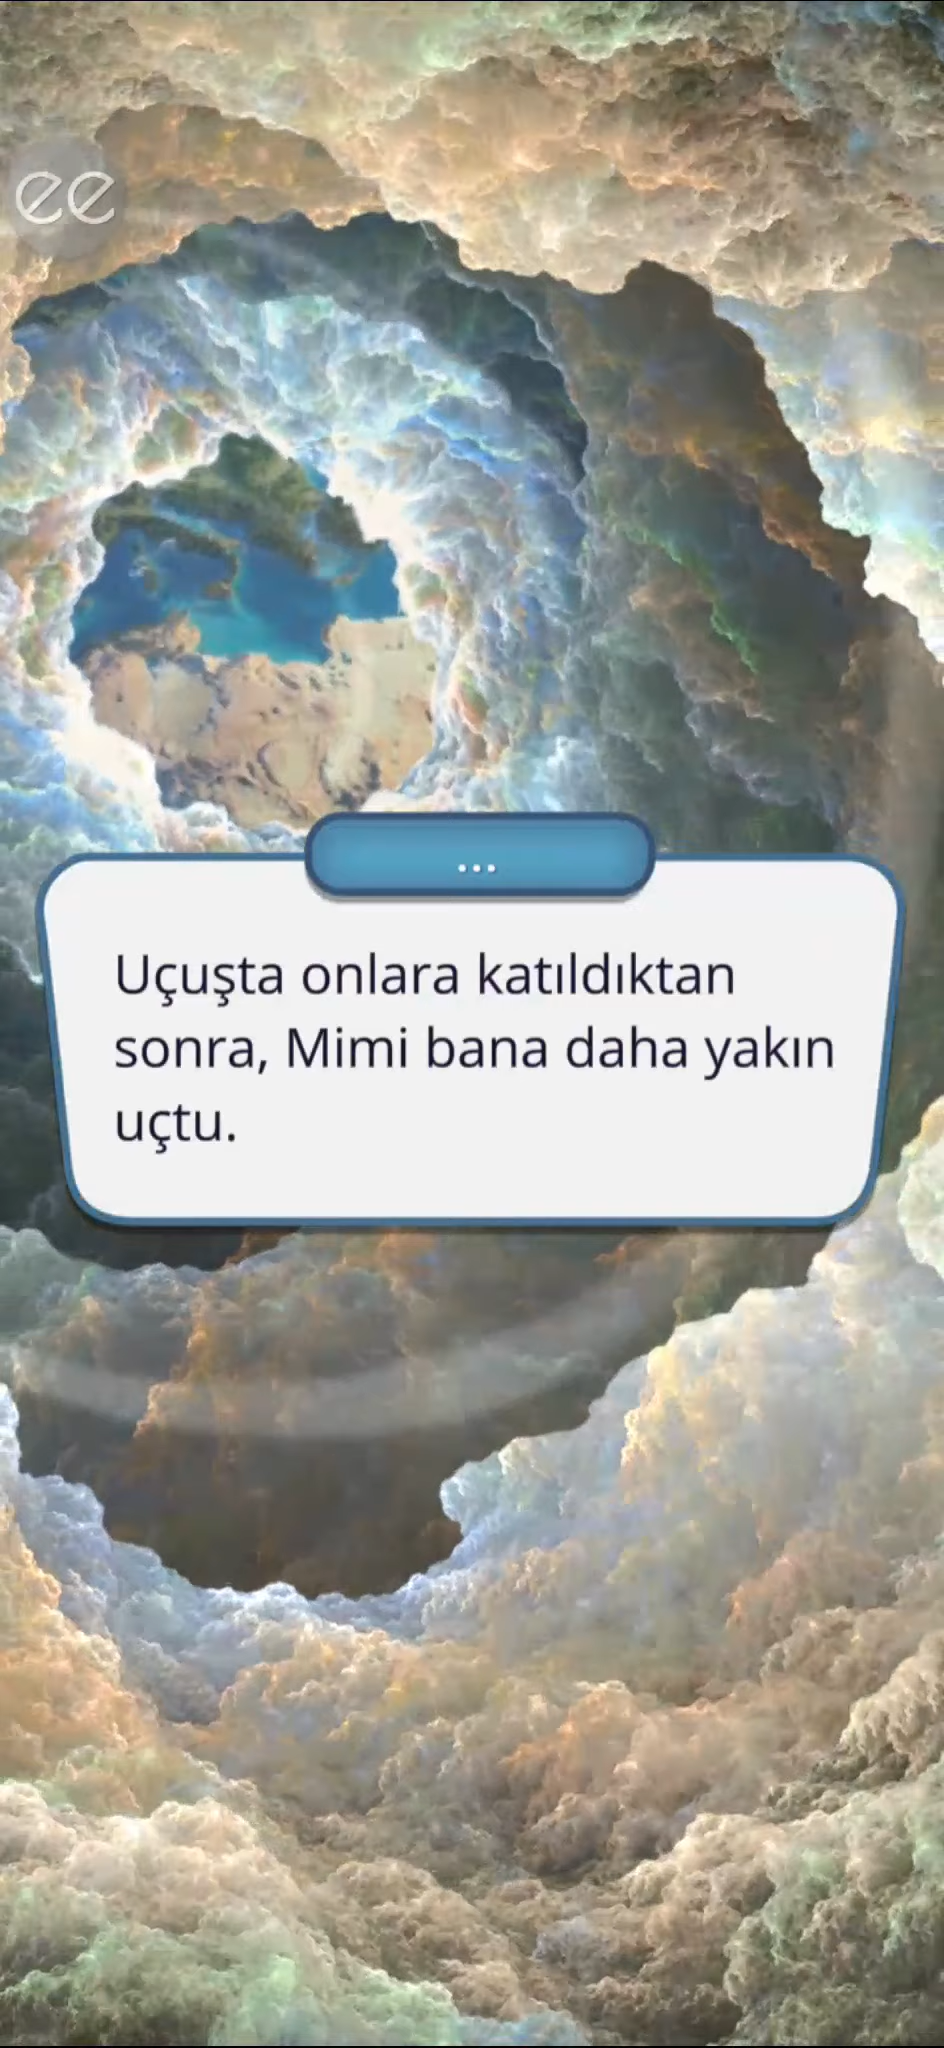 ee
...
Uçuşta onlara katıldıktan
sonra, Mimi bana daha yakın
uçtu.